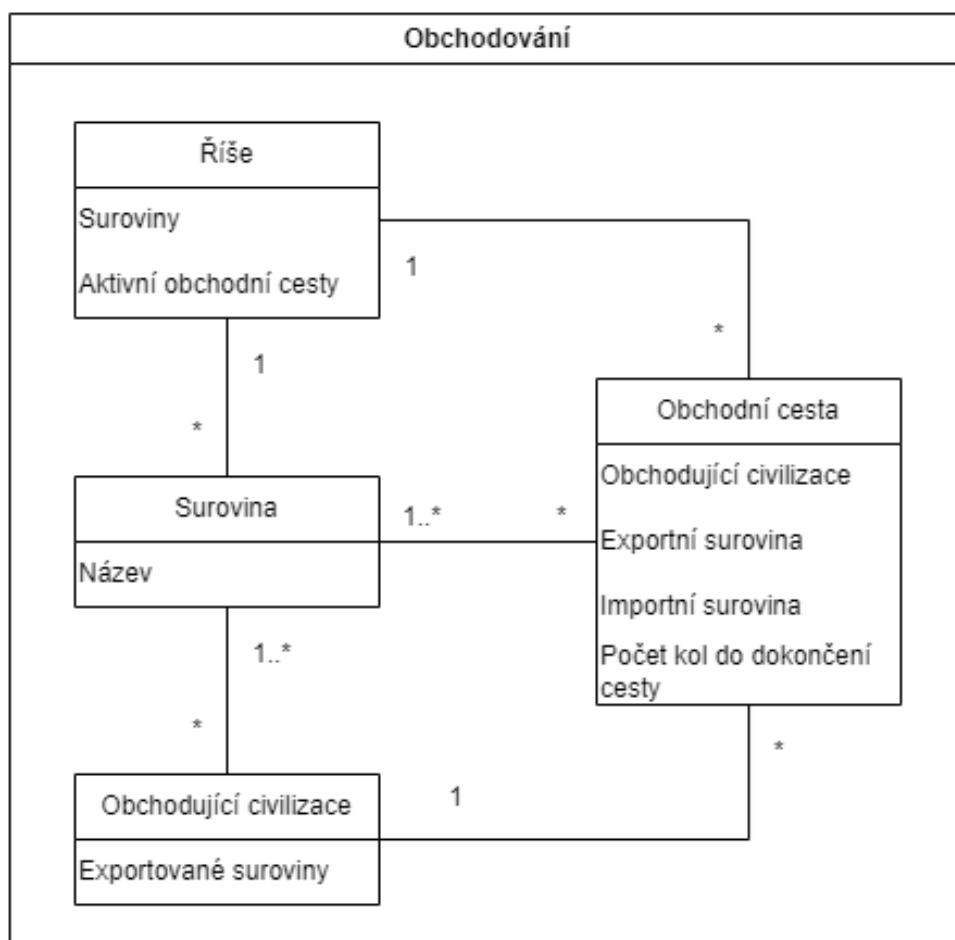 Obchodování
Říše
Suroviny
Aktivní obchodní cesty
1
*
1
*
Obchodní cesta
Obchodující civilizace
Exportní surovina
Importní surovina
Počet kol do dokončení
cesty
Surovina
Název
1..*
*
1..*
*
*
1
Obchodující civilizace
Exportované suroviny